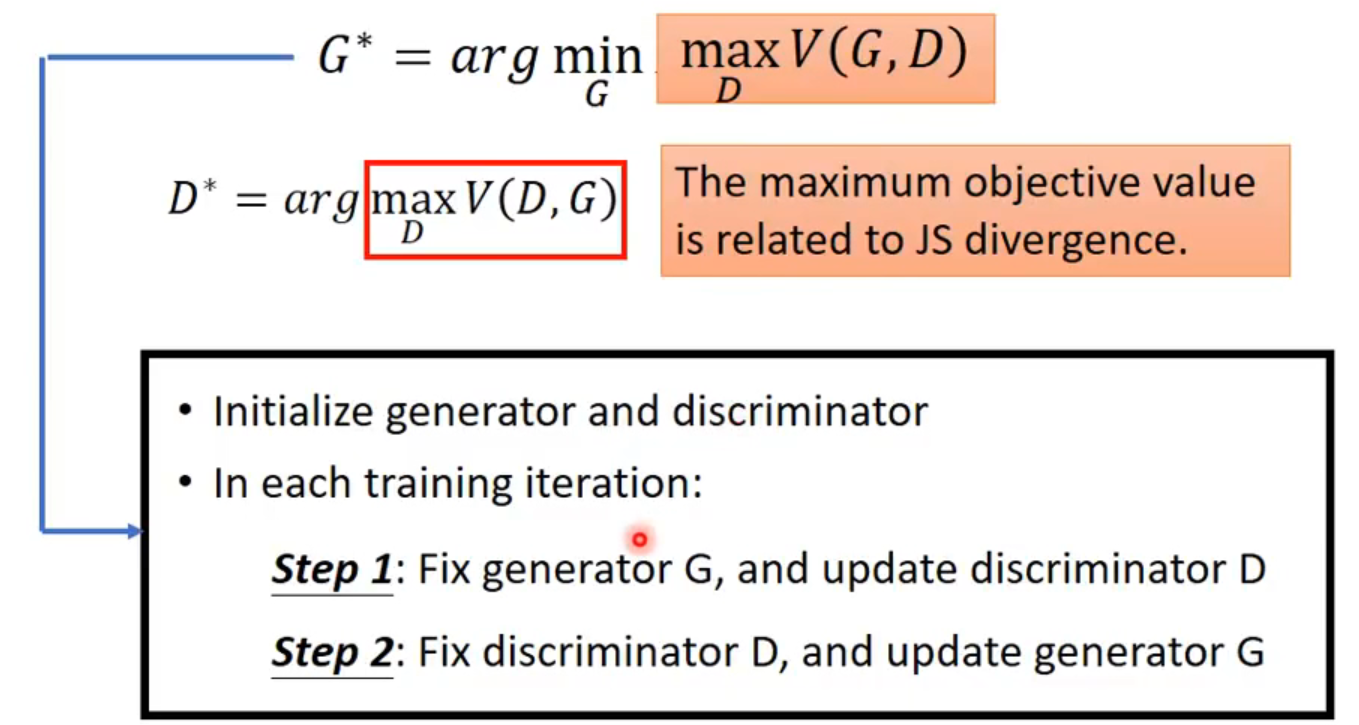 G* = arg min_G max_D V(G, D)
D* = arg max_D V(D, G)
The maximum objective value
is related to JS divergence.
• Initialize generator and discriminator
• In each training iteration:
Step 1: Fix generator G, and update discriminator D
Step 2: Fix discriminator D, and update generator G